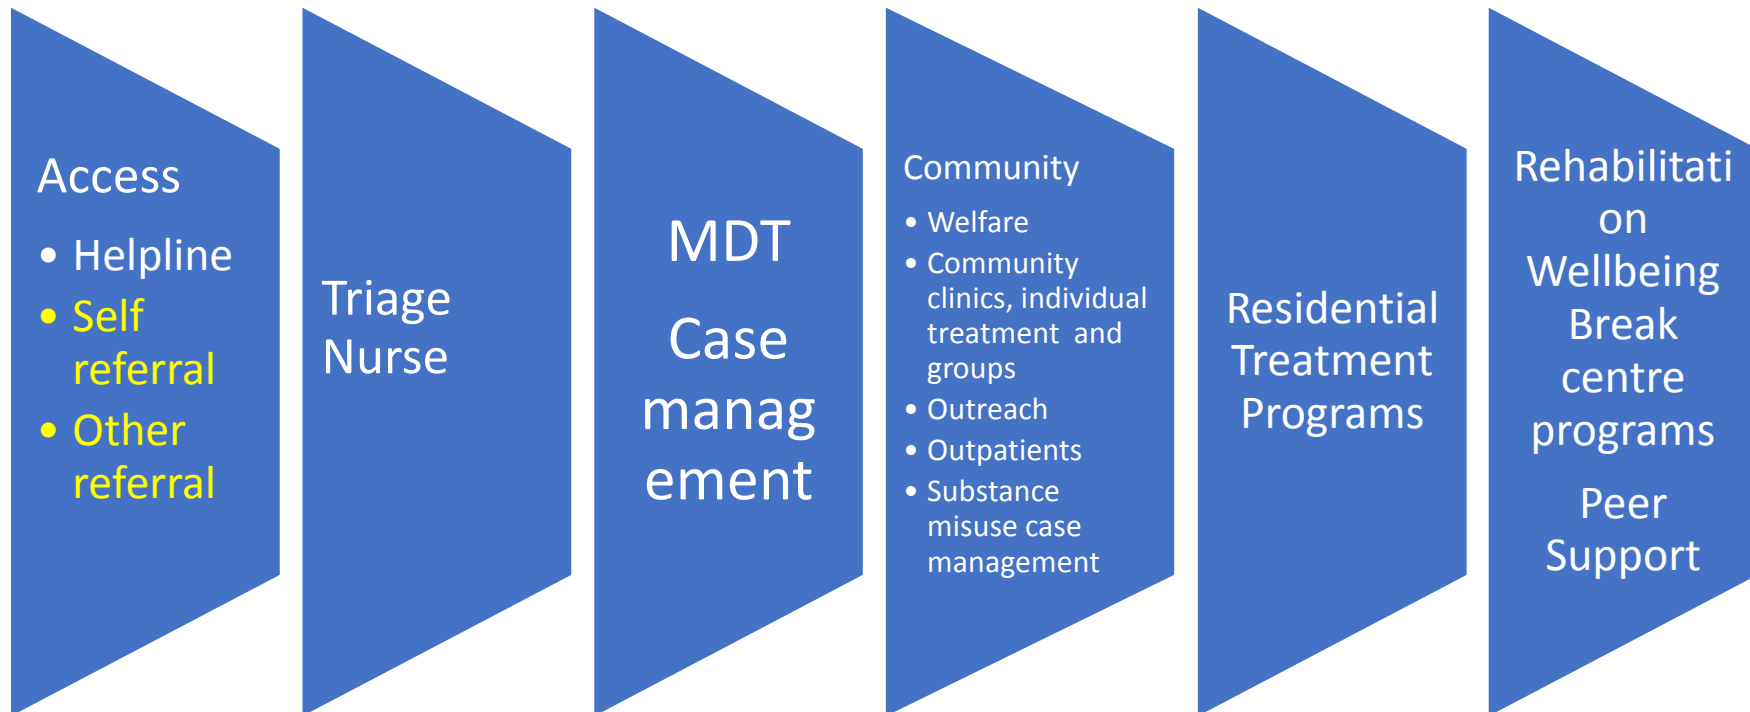 Access
• Helpline
• Self
referral
• Other
referral
Triage
Nurse
MDT
Case
manag
ement
Community
• Welfare
• Community
clinics, individual
treatment and
groups
• Outreach
• Outpatients
• Substance
misuse case
management
Residential
Treatment
Programs
Rehabilitati
on
Wellbeing
Break
centre
programs
Peer
Support